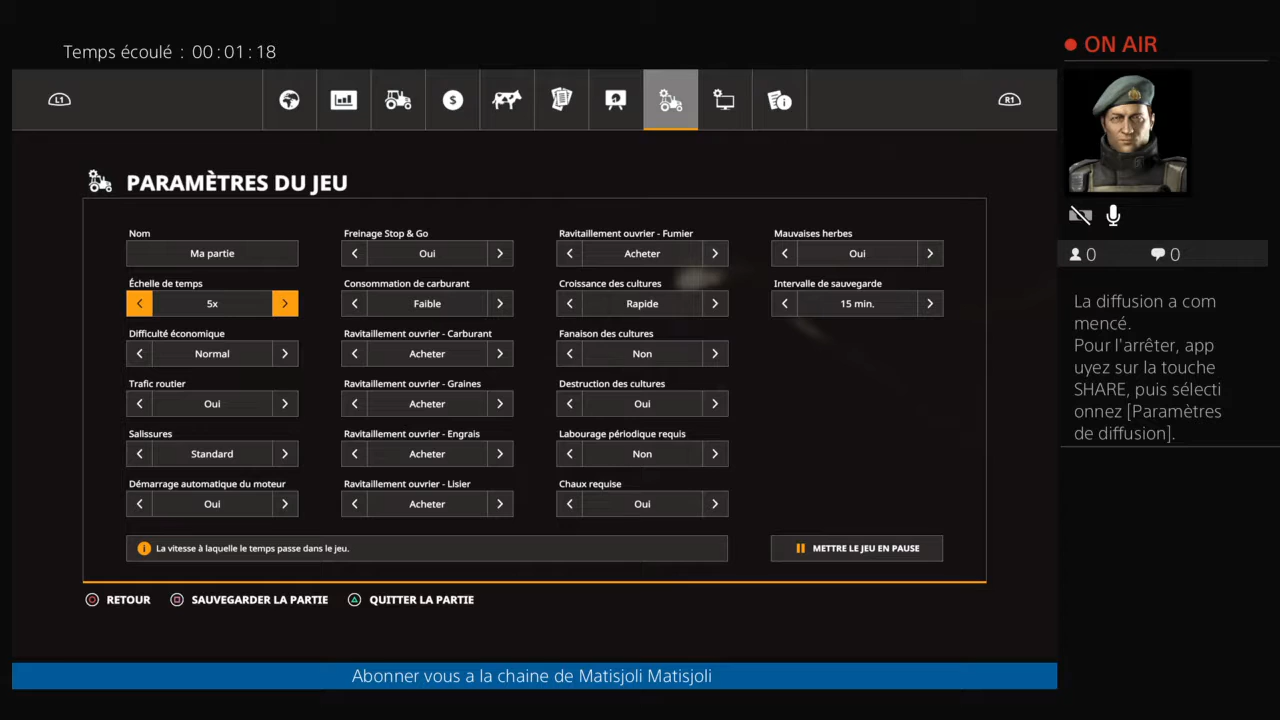 Temps écoulé : 00:01:18
ON AIR
L1
$
R1
PARAMÈTRES DU JEU
Nom
Ma partie
Échelle de temps
5x
Difficulté économique
Normal
Trafic routier
Oui
Salissures
Standard
Démarrage automatique du moteur
Oui
Freinage Stop & Go
Oui
Consommation de carburant
Faible
Ravitaillement ouvrier - Carburant
Acheter
Ravitaillement ouvrier - Graines
Acheter
Ravitaillement ouvrier - Engrais
Acheter
Ravitaillement ouvrier - Lisier
Acheter
Ravitaillement ouvrier - Fumier
Acheter
Croissance des cultures
Rapide
Fanaison des cultures
Non
Destruction des cultures
Oui
Labourage périodique requis
Non
Chaux requise
Oui
Mauvaises herbes
Oui
Intervalle de sauvegarde
15 min.
La vitesse à laquelle le temps passe dans le jeu.
METTRE LE JEU EN PAUSE
RETOUR
SAUVEGARDER LA PARTIE
QUITTER LA PARTIE
0
0
La diffusion a com
mencé.
Pour l'arrêter, app
uyez sur la touche
SHARE, puis sélecti
onnez [Paramètres
de diffusion].
Abonner vous a la chaine de Matisjoli Matisjoli